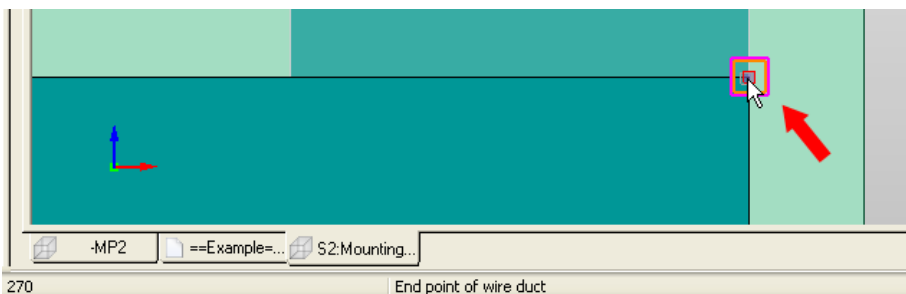 -MP2 ==Example=... S2:Mounting...
270 End point of wire duct